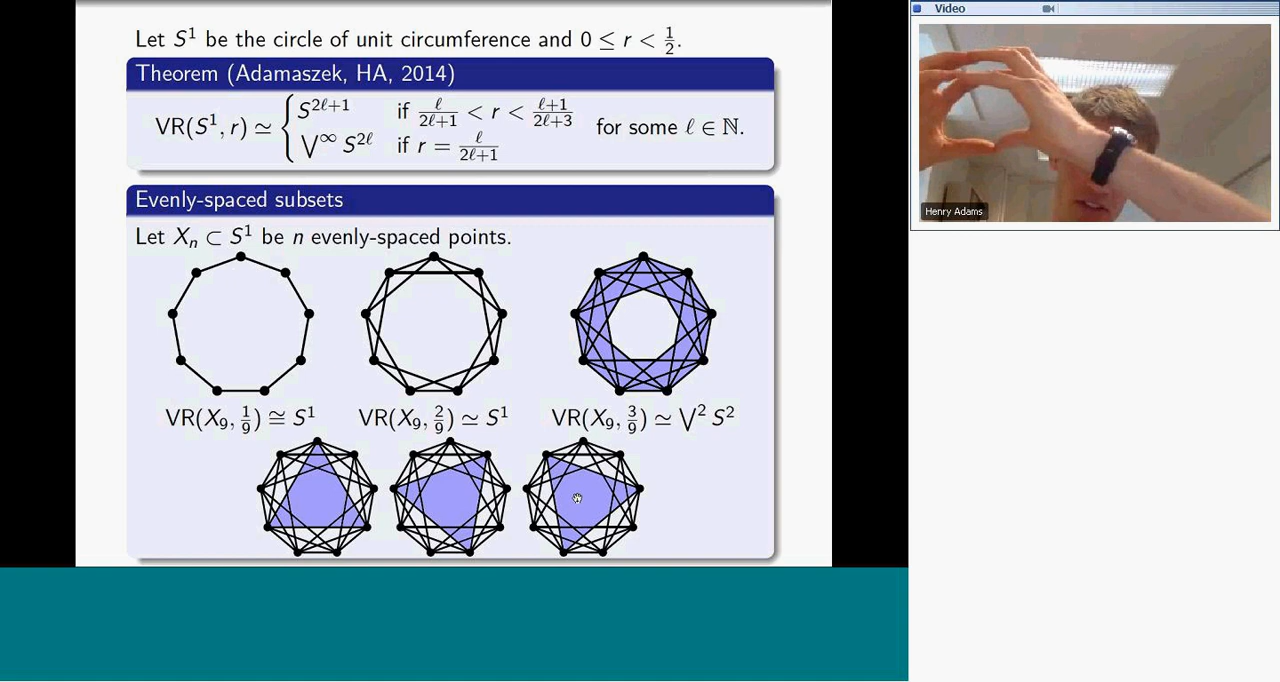 Let S¹ be the circle of unit circumference and 0 ≤ r < 1/2.
Theorem (Adamaszek, HA, 2014)
VR(S¹, r) ≃ { S^{2ℓ+1} if ℓ/(2ℓ+1) < r < (ℓ+1)/(2ℓ+3)
⋁^∞ S^{2ℓ} if r = ℓ/(2ℓ+1)
for some ℓ ∈ ℕ.
Evenly-spaced subsets
Let Xₙ ⊂ S¹ be n evenly-spaced points.
VR(X₉, 1/9) ≅ S¹ VR(X₉, 2/9) ≃ S¹ VR(X₉, 3/9) ≃ ⋁² S²
Video
Henry Adams